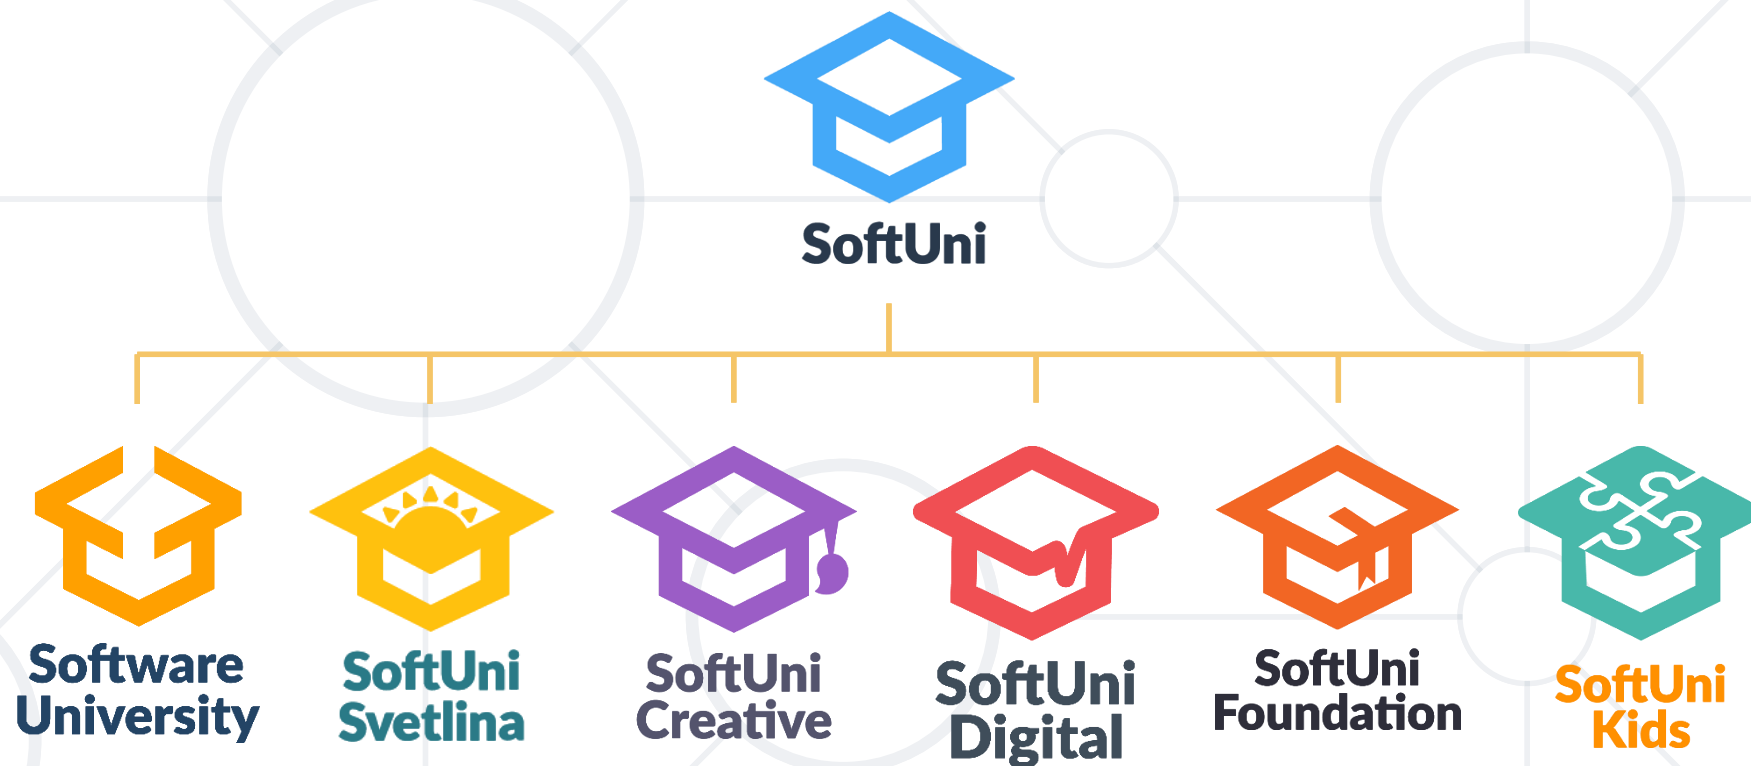 SoftUni
Software
University
SoftUni
Svetlina
SoftUni
Creative
SoftUni
Digital
SoftUni
Foundation
SoftUni
Kids